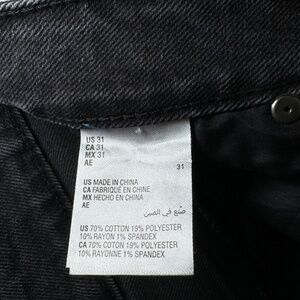 US 31
CA 31
MX 31
AE
31
US MADE IN CHINA
CA FABRIQUÉ EN CHINE
MX HECHO EN CHINA
AE
صُنع في الصين
US 70% COTTON 19% POLYESTER
10% RAYON 1% SPANDEX
CA 70% COTON 19% POLYESTER
10% RAYONNE 1% SPANDEX